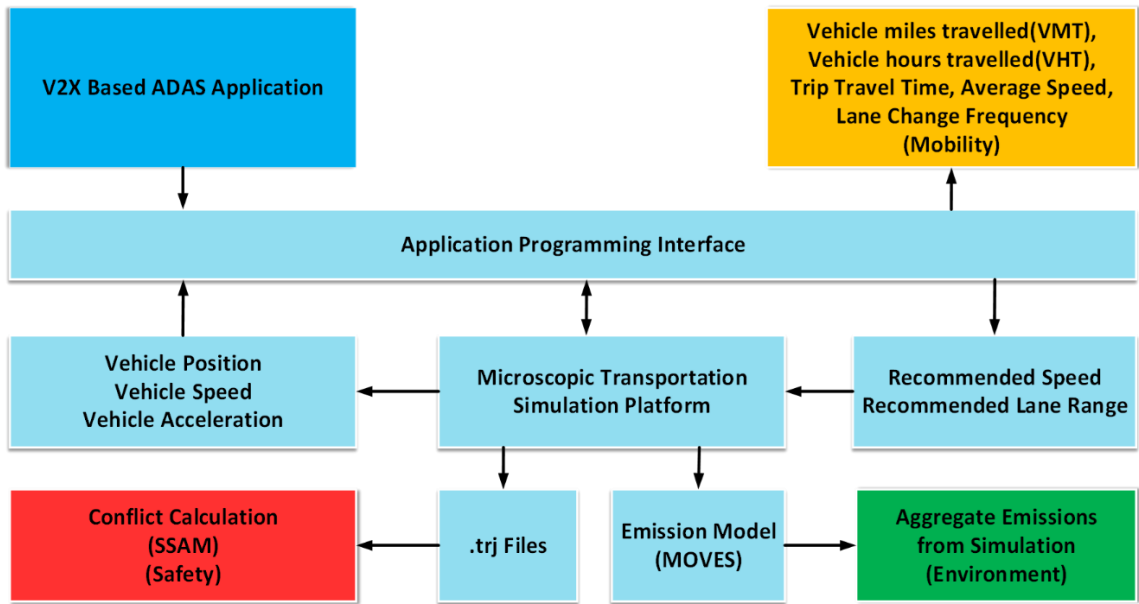 V2X Based ADAS Application
Vehicle miles travelled(VMT),
Vehicle hours travelled(VHT),
Trip Travel Time, Average Speed,
Lane Change Frequency
(Mobility)
Application Programming Interface
Vehicle Position
Vehicle Speed
Vehicle Acceleration
Microscopic Transportation
Simulation Platform
Recommended Speed
Recommended Lane Range
Conflict Calculation
(SSAM)
(Safety)
.trj Files
Emission Model
(MOVES)
Aggregate Emissions
from Simulation
(Environment)